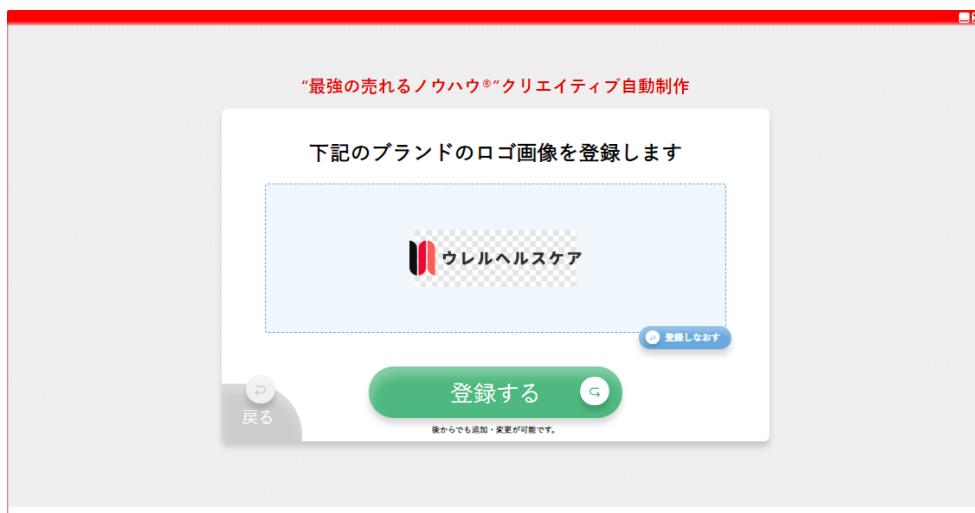 “最強の売れるノウハウ®”クリエイティブ自動制作
下記のブランドのロゴ画像を登録します
ウレルヘルスケア
登録しなおす
登録する
戻る
後からでも追加・変更が可能です。